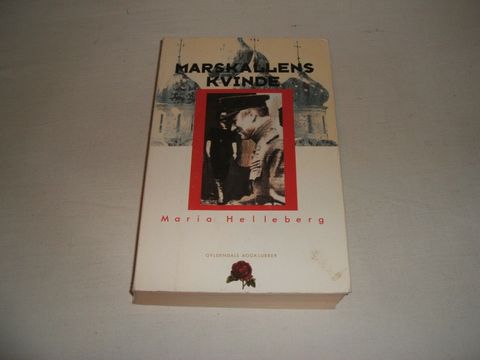 MARSKALLENS
KVINDE
Maria Helleberg
GYLDENDALS BOGKLUBBER